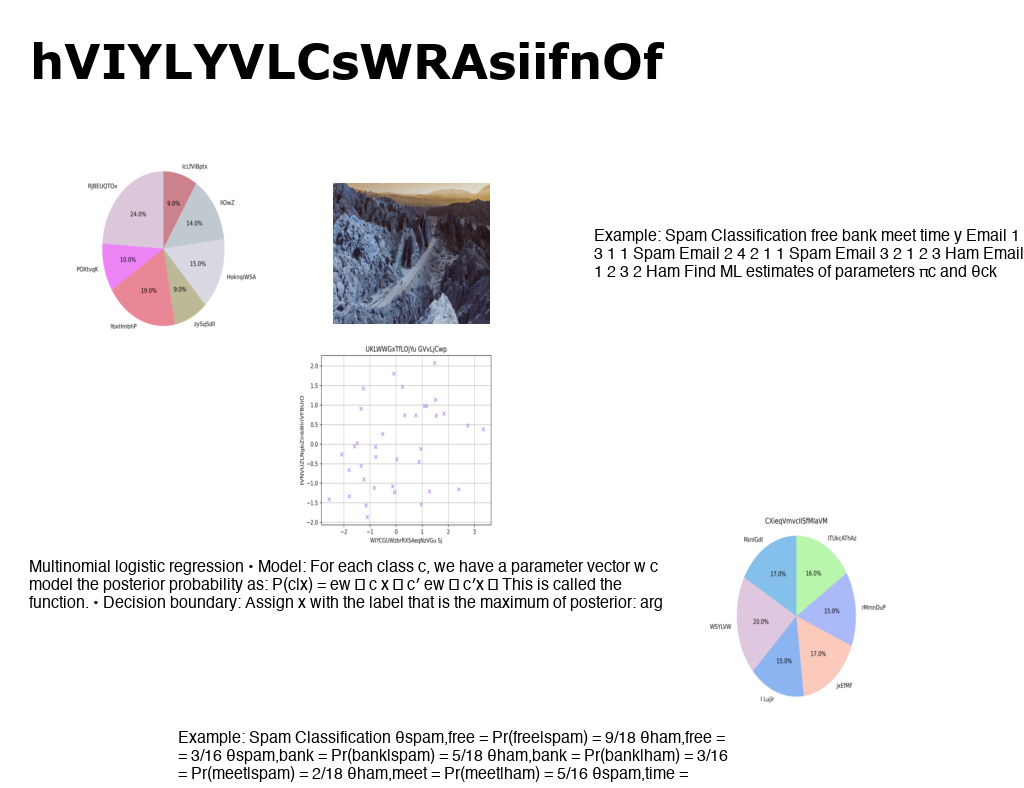 hVIYLYVLCsWRAsiifnOf
RJBEUQTOx
24.0%
9.0%
14.0%
IIOwZ
10.0%
15.0%
POXtvqK
HoknqiWSA
19.0%
9.0%
YoxHmbhP
zySqSdll
Example: Spam Classification free bank meet time y Email 1
3 1 1 Spam Email 2 4 2 1 1 Spam Email 3 2 1 2 3 Ham Email
1 2 3 2 Ham Find ML estimates of parameters πc and θck
2.0
1.5
1.0
0.5
0.0
−0.5
−1.0
−1.5
−2.0
−2 −1 0 1 2 3
Multinomial logistic regression • Model: For each class c, we have a parameter vector w c
model the posterior probability as: P(c|x) = ew □ c x □ c′ ew □ c′x □ This is called the
function. • Decision boundary: Assign x with the label that is the maximum of posterior: arg
CXieqVmvcIISfMlaVM
RknIGdI
ITUkcAThAz
17.0%
16.0%
15.0%
rMmnDuP
WSYLVW
20.0%
15.0%
17.0%
jxEfMF
I Lujir
Example: Spam Classification θspam,free = Pr(free|spam) = 9/18 θham,free =
= 3/16 θspam,bank = Pr(bank|spam) = 5/18 θham,bank = Pr(bank|ham) = 3/16
= Pr(meet|spam) = 2/18 θham,meet = Pr(meet|ham) = 5/16 θspam,time =